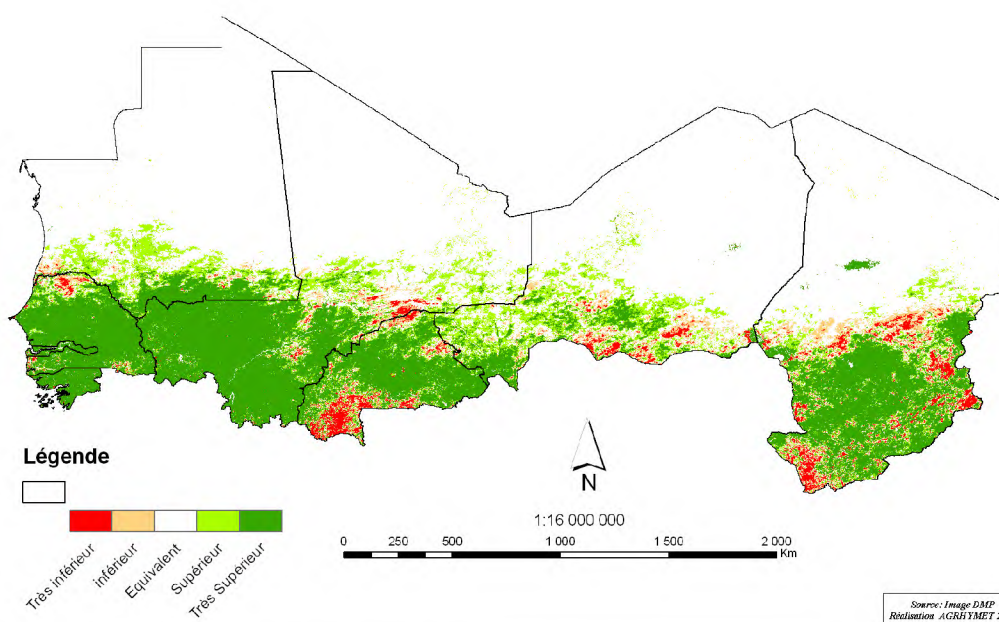 Légende
Très inférieur
inférieur
Equivalent
Supérieur
Très Supérieur
N
1:16 000 000
0 250 500 1 000 1 500 2 000
Km
Source: Image DMP
Réalisation AGRHYMET